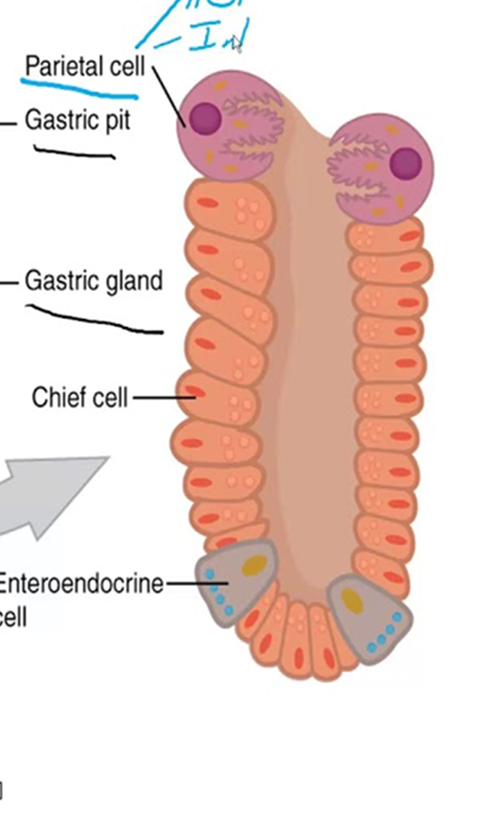 Parietal cell
Gastric pit
Gastric gland
Chief cell
Enteroendocrine
cell